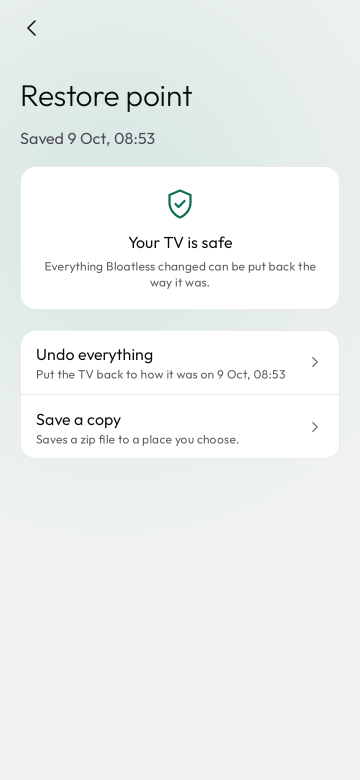 Restore point
Saved 9 Oct, 08:53
Your TV is safe
Everything Bloatless changed can be put back the
way it was.
Undo everything
Put the TV back to how it was on 9 Oct, 08:53
Save a copy
Saves a zip file to a place you choose.